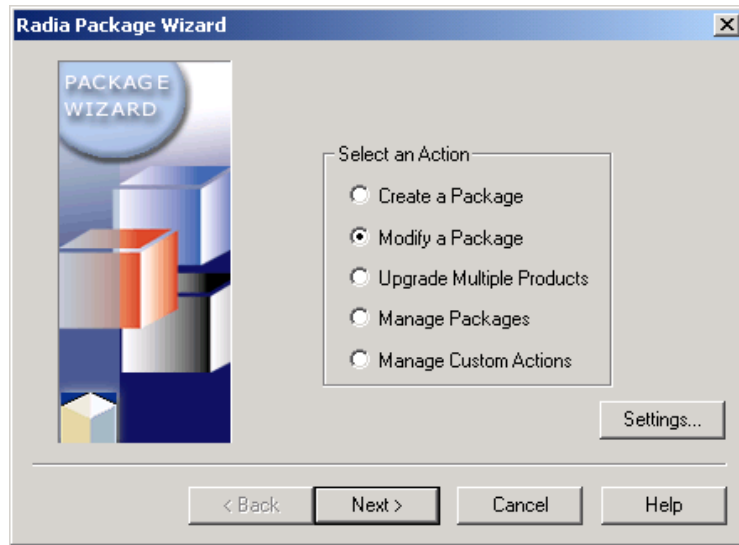 Radia Package Wizard
PACKAGE
WIZARD
Select an Action
Create a Package
Modify a Package
Upgrade Multiple Products
Manage Packages
Manage Custom Actions
Settings...
< Back
Next >
Cancel
Help